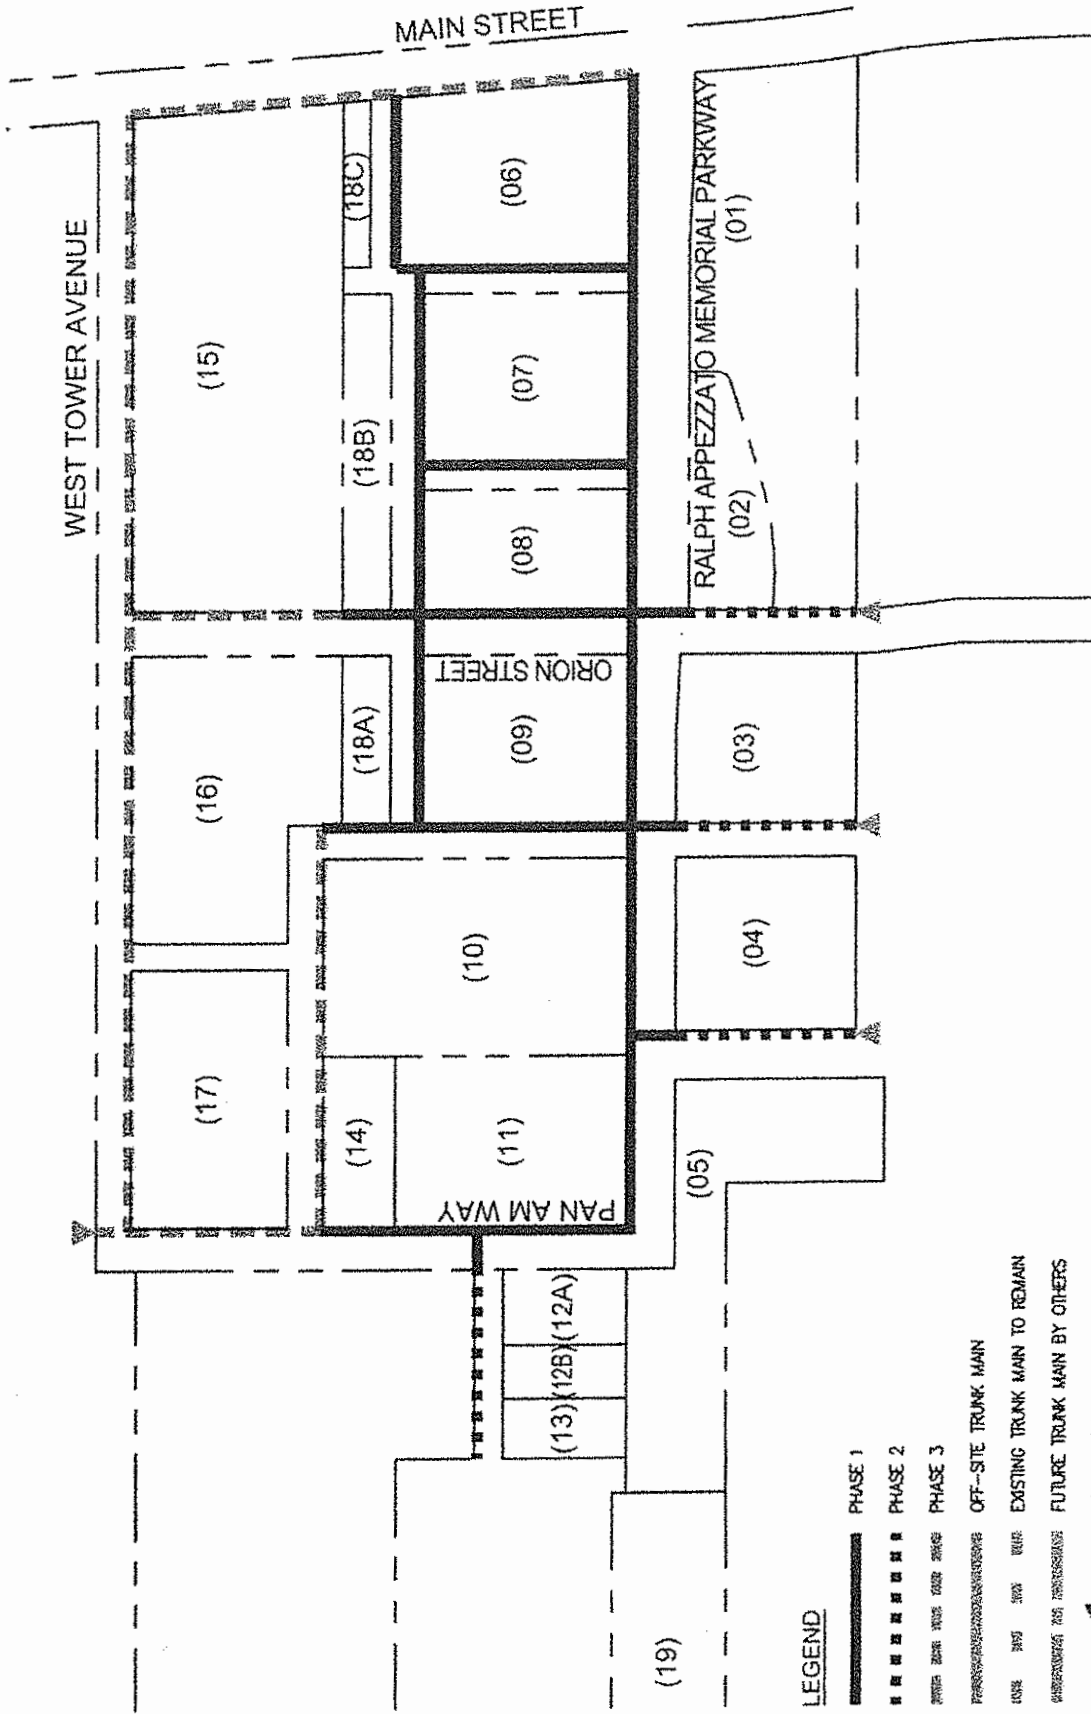 MAIN STREET
WEST TOWER AVENUE
(15)
(18C)
(06)
(18B)
(07)
(08)
RALPH APPEZZATO MEMORIAL PARKWAY
(01)
(02)
(16)
(18A)
ORION STREET
(09)
(03)
(10)
(04)
(17)
(14)
(11)
PAN AM WAY
(05)
(12A)
(12B)
(13)
(19)
LEGEND
PHASE 1
PHASE 2
PHASE 3
OFF-SITE TRUNK MAIN
EXISTING TRUNK MAIN TO REMAIN
FUTURE TRUNK MAIN BY OTHERS